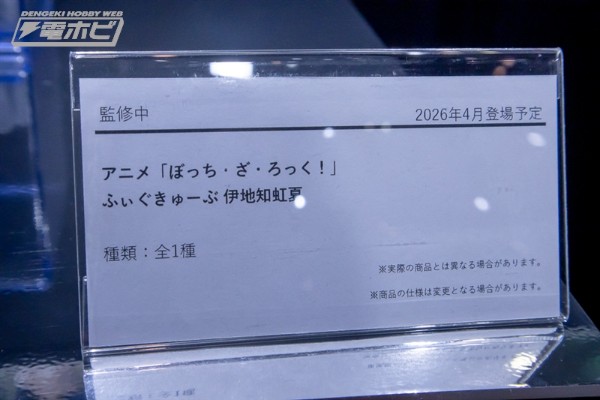 DENGEKI HOBBY WEB
電ホビ
監修中
2026年4月登場予定
アニメ「ぼっち・ざ・ろっく！」
ふぃぐきゅーぶ 伊地知虹夏
種類：全1種
※実際の商品とは異なる場合があります。
※商品の仕様は変更となる場合があります。